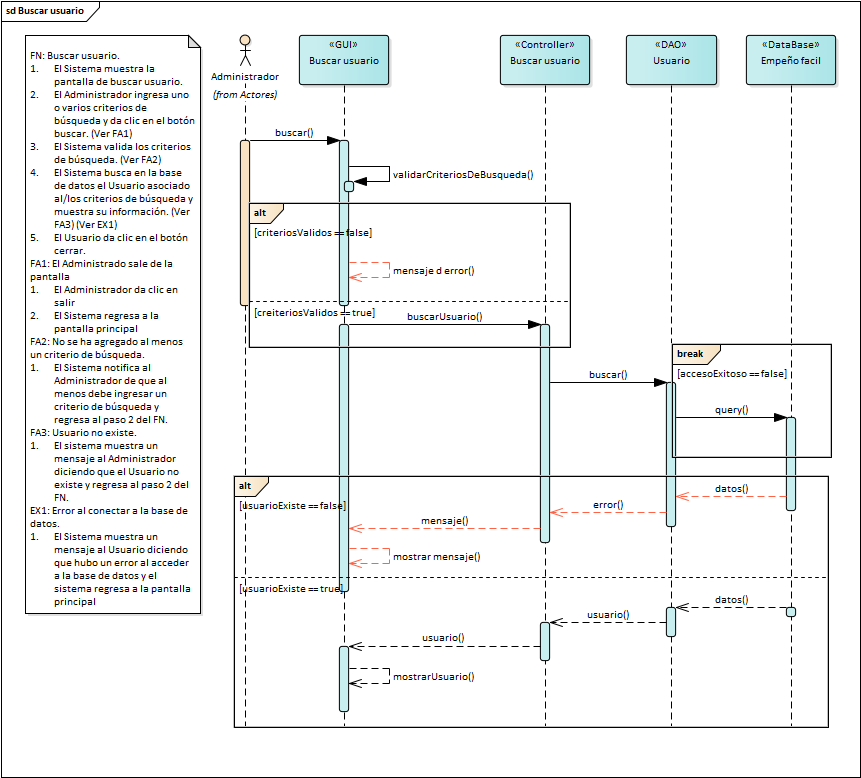 sd Buscar usuario
FN: Buscar usuario.
1. El Sistema muestra la
pantalla de buscar usuario.
2. El Administrador ingresa uno
o varios criterios de
búsqueda y da clic en el botón
buscar. (Ver FA1)
3. El Sistema valida los criterios
de búsqueda. (Ver FA2)
4. El Sistema busca en la base
de datos el Usuario asociado
al/los criterios de búsqueda y
muestra su información. (Ver
FA3) (Ver EX1)
5. El Usuario da clic en el botón
cerrar.
FA1: El Administrado sale de la
pantalla
1. El Administrador da clic en
salir
2. El Sistema regresa a la
pantalla principal
FA2: No se ha agregado al menos
un criterio de búsqueda.
1. El Sistema notifica al
Administrador de que al
menos debe ingresar un
criterio de búsqueda y
regresa al paso 2 del FN.
FA3: Usuario no existe.
1. El sistema muestra un
mensaje al Administrador
diciendo que el Usuario no
existe y regresa al paso 2 del
FN.
EX1: Error al conectar a la base de
datos.
1. El Sistema muestra un
mensaje al Usuario diciendo
que hubo un error al acceder
a la base de datos y el
sistema regresa a la pantalla
principal
Administrador
(from Actores)
«GUI»
Buscar usuario
«Controller»
Buscar usuario
«DAO»
Usuario
«DataBase»
Empeño facil
buscar()
validarCriteriosDeBusqueda()
alt
[criteriosValidos == false]
mensaje d error()
[creiteriosValidos == true]
buscarUsuario()
break
[accesoExitoso == false]
buscar()
query()
alt
[usuarioExiste == false]
datos()
error()
mensaje()
mostrar mensaje()
[usuarioExiste == true]
datos()
usuario()
usuario()
mostrarUsuario()